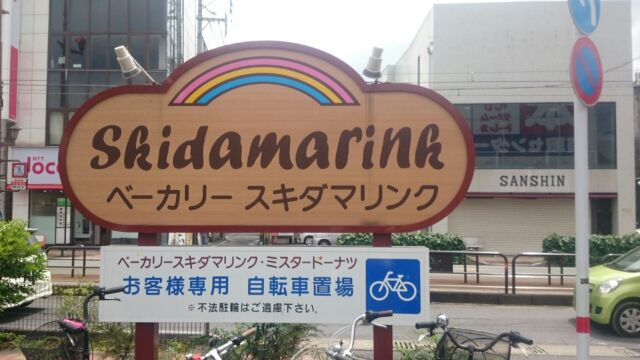 Skidamarink
ベーカリー スキダマリンク
ベーカリースキダマリンク・ミスタードーナツ
お客様専用 自転車置場
※不法駐輪はご遠慮下さい。
SANSHIN
NTT
doco